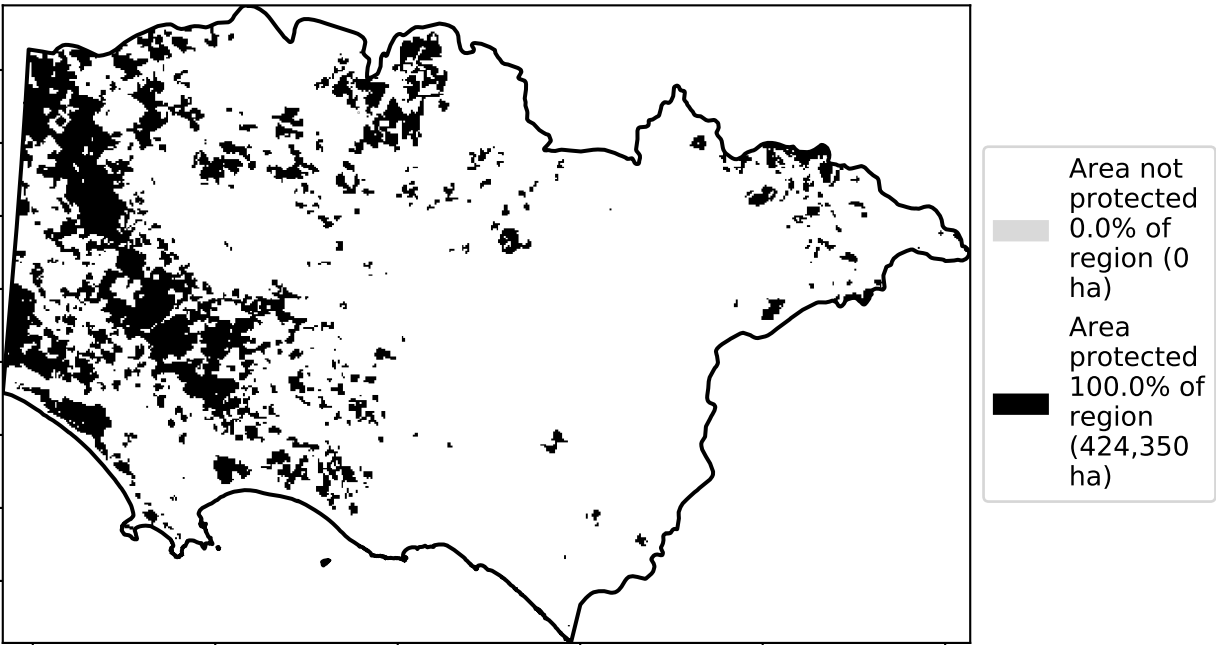 Area not
protected
0.0% of
region (0
ha)
Area
protected
100.0% of
region
(424,350
ha)